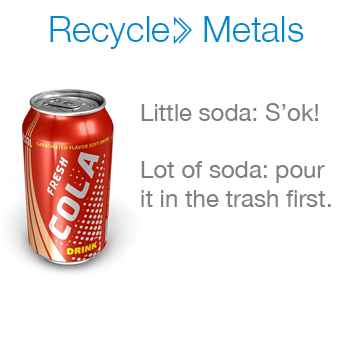 Recycle» Metals
Little soda: S’ok!
Lot of soda: pour
it in the trash first.
CARBONATED FLAVOR SOFT DRINK
FRESH
COLA
DRINK